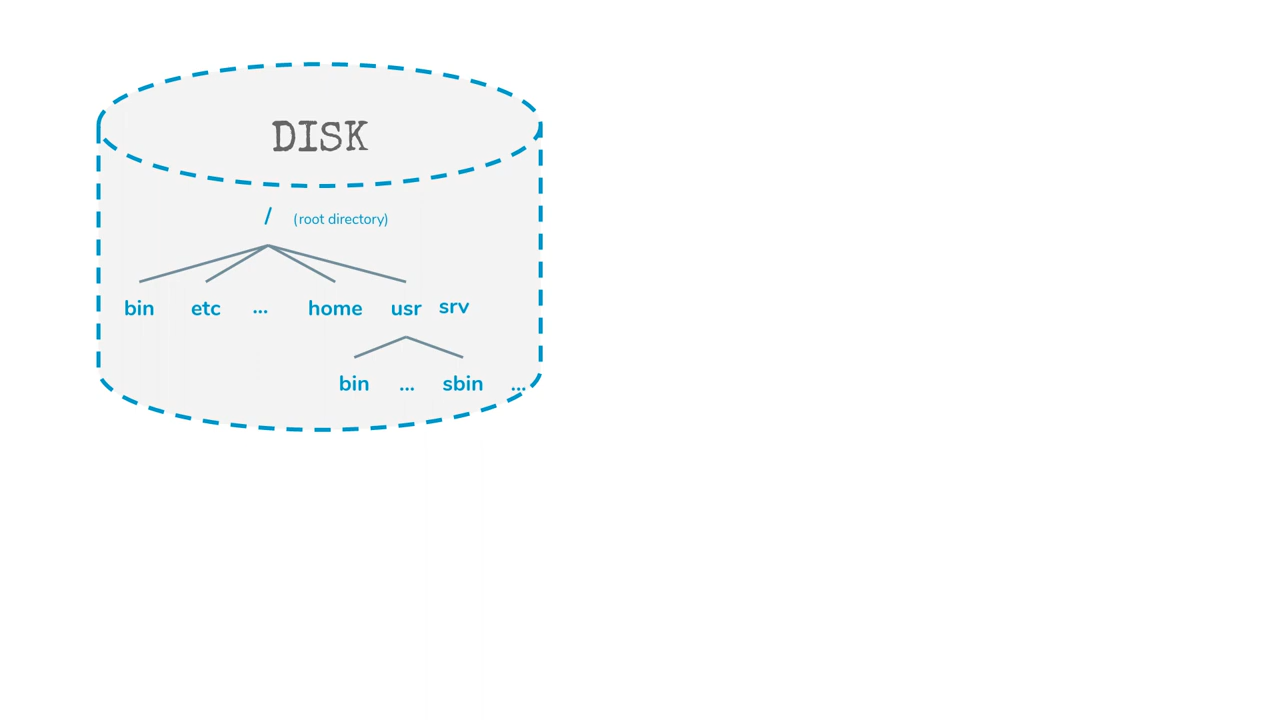 DISK
/ (root directory)
bin etc ... home usr srv
bin ... sbin ...